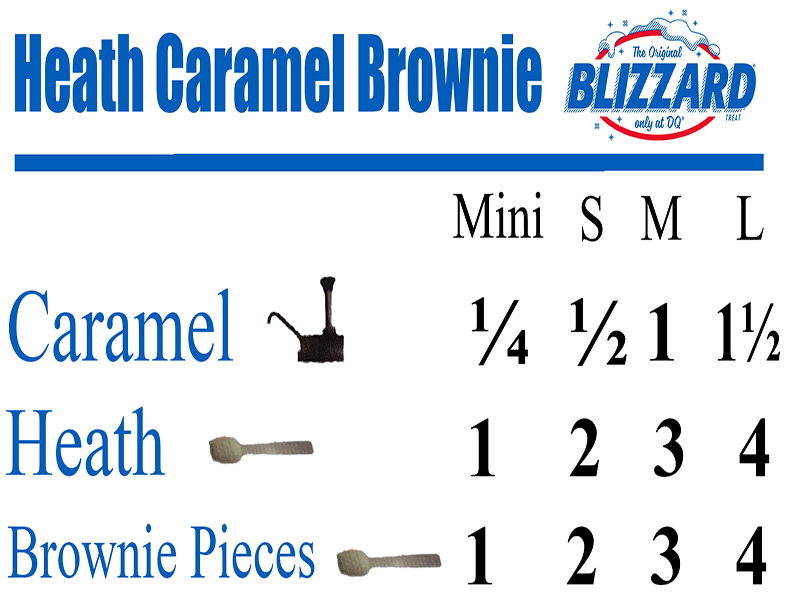 Heath Caramel Brownie
The Original
BLIZZARD®
TREAT
only at DQ®
Mini S M L
Caramel ¼ ½ 1 1½
Heath 1 2 3 4
Brownie Pieces 1 2 3 4